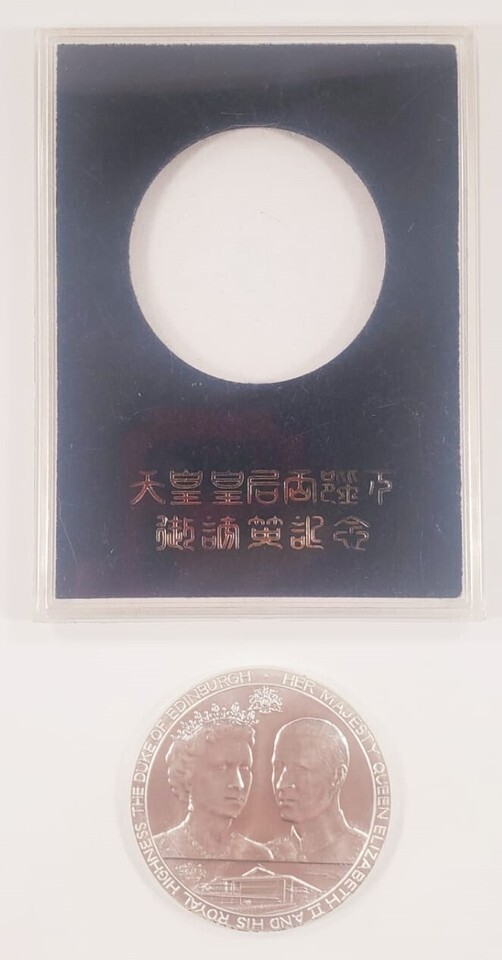 天皇皇后両陛下
御訪英記念
HER MAJESTY QUEEN ELIZABETH II AND HIS ROYAL HIGHNESS THE DUKE OF EDINBURGH